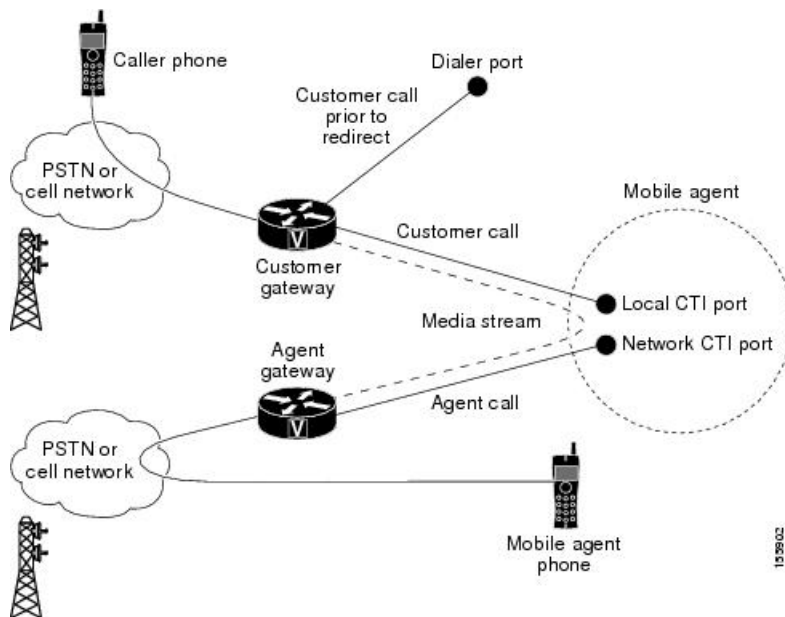 Caller phone
Dialer port
Customer call
prior to
redirect
PSTN or
cell network
Mobile agent
V
Customer call
Customer
gateway
Local CTI port
Media stream
Network CTI port
Agent
gateway
V
Agent call
PSTN or
cell network
Mobile agent
phone
155902